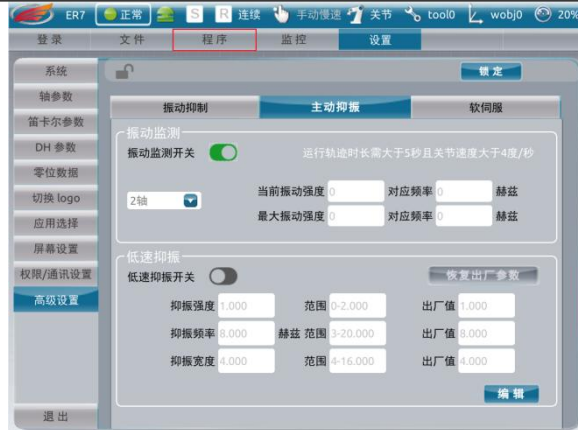 ER7 正常 S R 连续 手动慢速 关节 tool0 wobj0 20%
登录 文件 程序 监控 设置
系统
轴参数
笛卡尔参数
DH 参数
零位数据
切换 logo
应用选择
屏幕设置
权限/通讯设置
高级设置
退出
锁定
振动抑制 主动抑振 软伺服
振动监测
振动监测开关 运行轨迹时长需大于5秒且关节速度大于4度/秒
2轴
当前振动强度 0 对应频率 0 赫兹
最大振动强度 0 对应频率 0 赫兹
低速抑振
低速抑振开关 恢复出厂参数
抑振强度 1.000 范围 0-2.000 出厂值 1.000
抑振频率 8.000 赫兹 范围 3-20.000 出厂值 8.000
抑振宽度 4.000 范围 4-16.000 出厂值 4.000
编辑